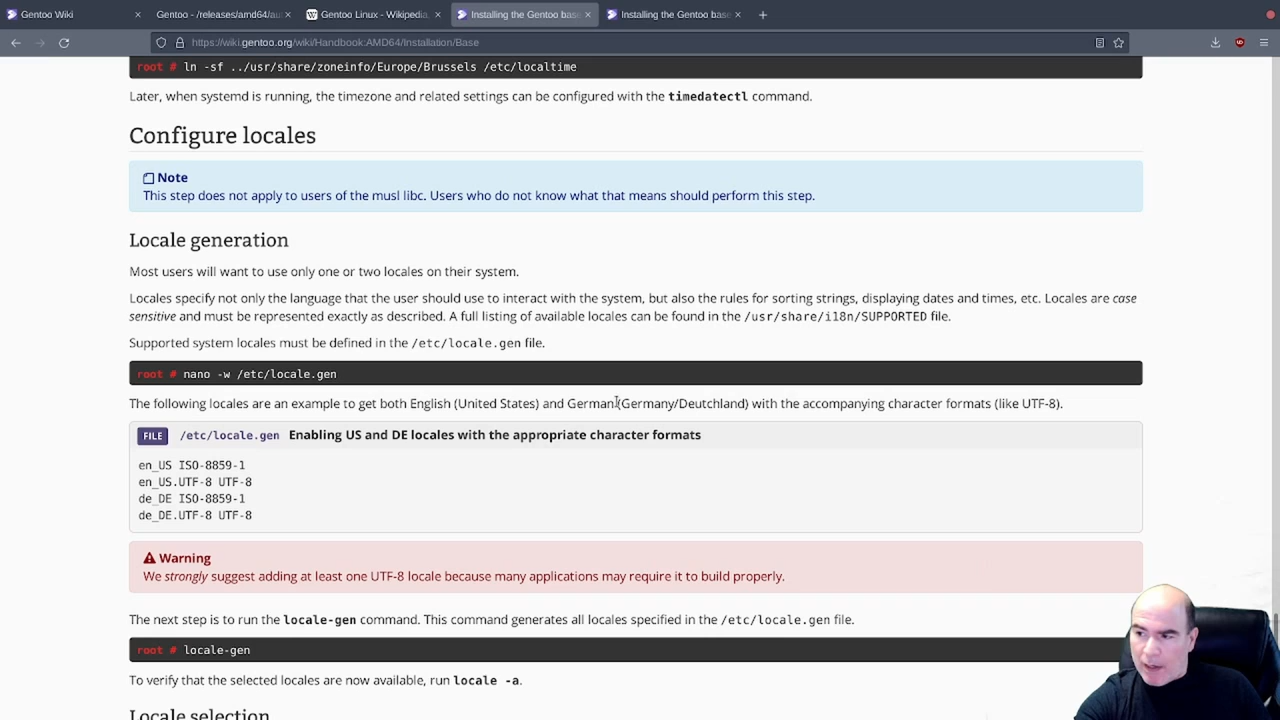 Gentoo Wiki
Gentoo - /releases/amd64/au
Gentoo Linux - Wikipedia,
Installing the Gentoo base
Installing the Gentoo base
https://wiki.gentoo.org/wiki/Handbook:AMD64/Installation/Base
root # ln -sf ../usr/share/zoneinfo/Europe/Brussels /etc/localtime
Later, when systemd is running, the timezone and related settings can be configured with the timedatectl command.
Configure locales
Note
This step does not apply to users of the musl libc. Users who do not know what that means should perform this step.
Locale generation
Most users will want to use only one or two locales on their system.
Locales specify not only the language that the user should use to interact with the system, but also the rules for sorting strings, displaying dates and times, etc. Locales are case
sensitive and must be represented exactly as described. A full listing of available locales can be found in the /usr/share/i18n/SUPPORTED file.
Supported system locales must be defined in the /etc/locale.gen file.
root # nano -w /etc/locale.gen
The following locales are an example to get both English (United States) and German (Germany/Deutchland) with the accompanying character formats (like UTF-8).
FILE /etc/locale.gen Enabling US and DE locales with the appropriate character formats
en_US ISO-8859-1
en_US.UTF-8 UTF-8
de_DE ISO-8859-1
de_DE.UTF-8 UTF-8
Warning
We strongly suggest adding at least one UTF-8 locale because many applications may require it to build properly.
The next step is to run the locale-gen command. This command generates all locales specified in the /etc/locale.gen file.
root # locale-gen
To verify that the selected locales are now available, run locale -a.
Locale selection